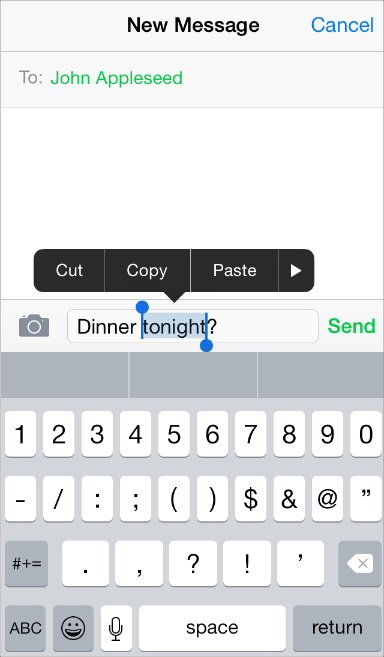 New Message Cancel
To: John Appleseed
Cut Copy Paste
Dinner tonight? Send
1 2 3 4 5 6 7 8 9 0
- / : ; ( ) $ & @ ”
#+= . , ? ! ’
ABC space return